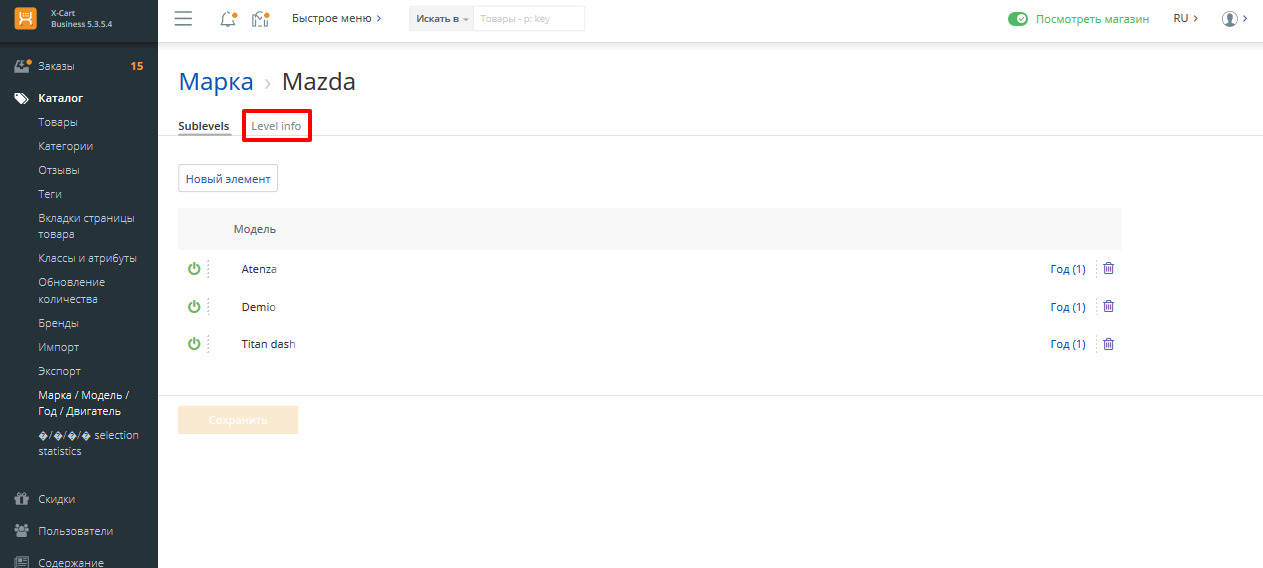 X-Cart
Business 5.3.5.4
Быстрое меню
Искать в
Товары - p: key
Посмотреть магазин
RU
Заказы 15
Каталог
Товары
Категории
Отзывы
Теги
Вкладки страницы
товара
Классы и атрибуты
Обновление
количества
Бренды
Импорт
Экспорт
Марка / Модель /
Год / Двигатель
�/�/�/� selection
statistics
Скидки
Пользователи
Содержание
Марка › Mazda
Sublevels Level info
Новый элемент
Модель
Atenza Год (1)
Demio Год (1)
Titan dash Год (1)
Сохранить